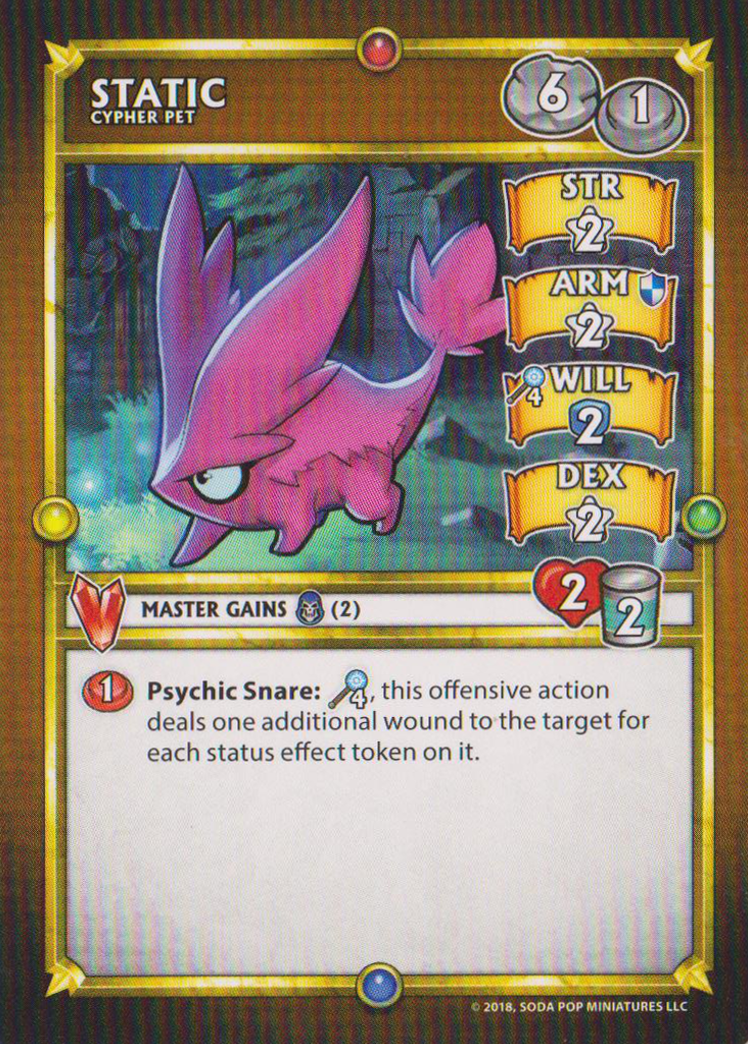 STATIC
CYPHER PET
6
1
STR
2
ARM
2
4
WILL
2
DEX
2
MASTER GAINS (2)
2
2
1
Psychic Snare: 4, this offensive action
deals one additional wound to the target for
each status effect token on it.
© 2018, SODA POP MINIATURES LLC